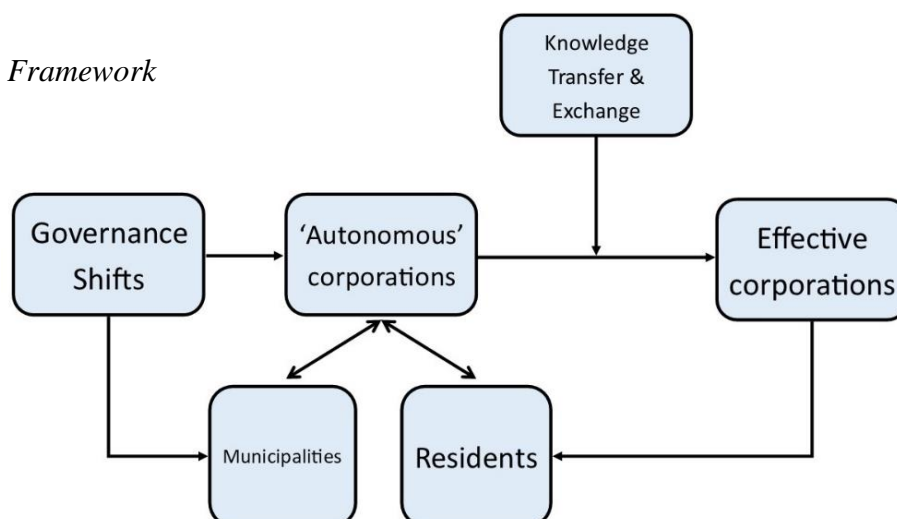 Framework
Knowledge
Transfer &
Exchange
Governance
Shifts
‘Autonomous’
corporations
Effective
corporations
Municipalities
Residents